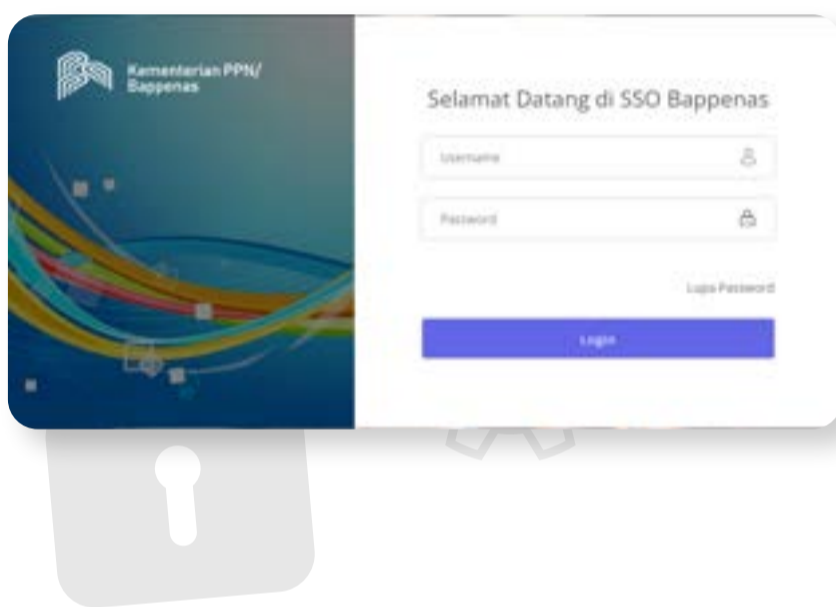 Kementerian PPN/
Bappenas
Selamat Datang di SSO Bappenas
Username
Password
Lupa Password
Login